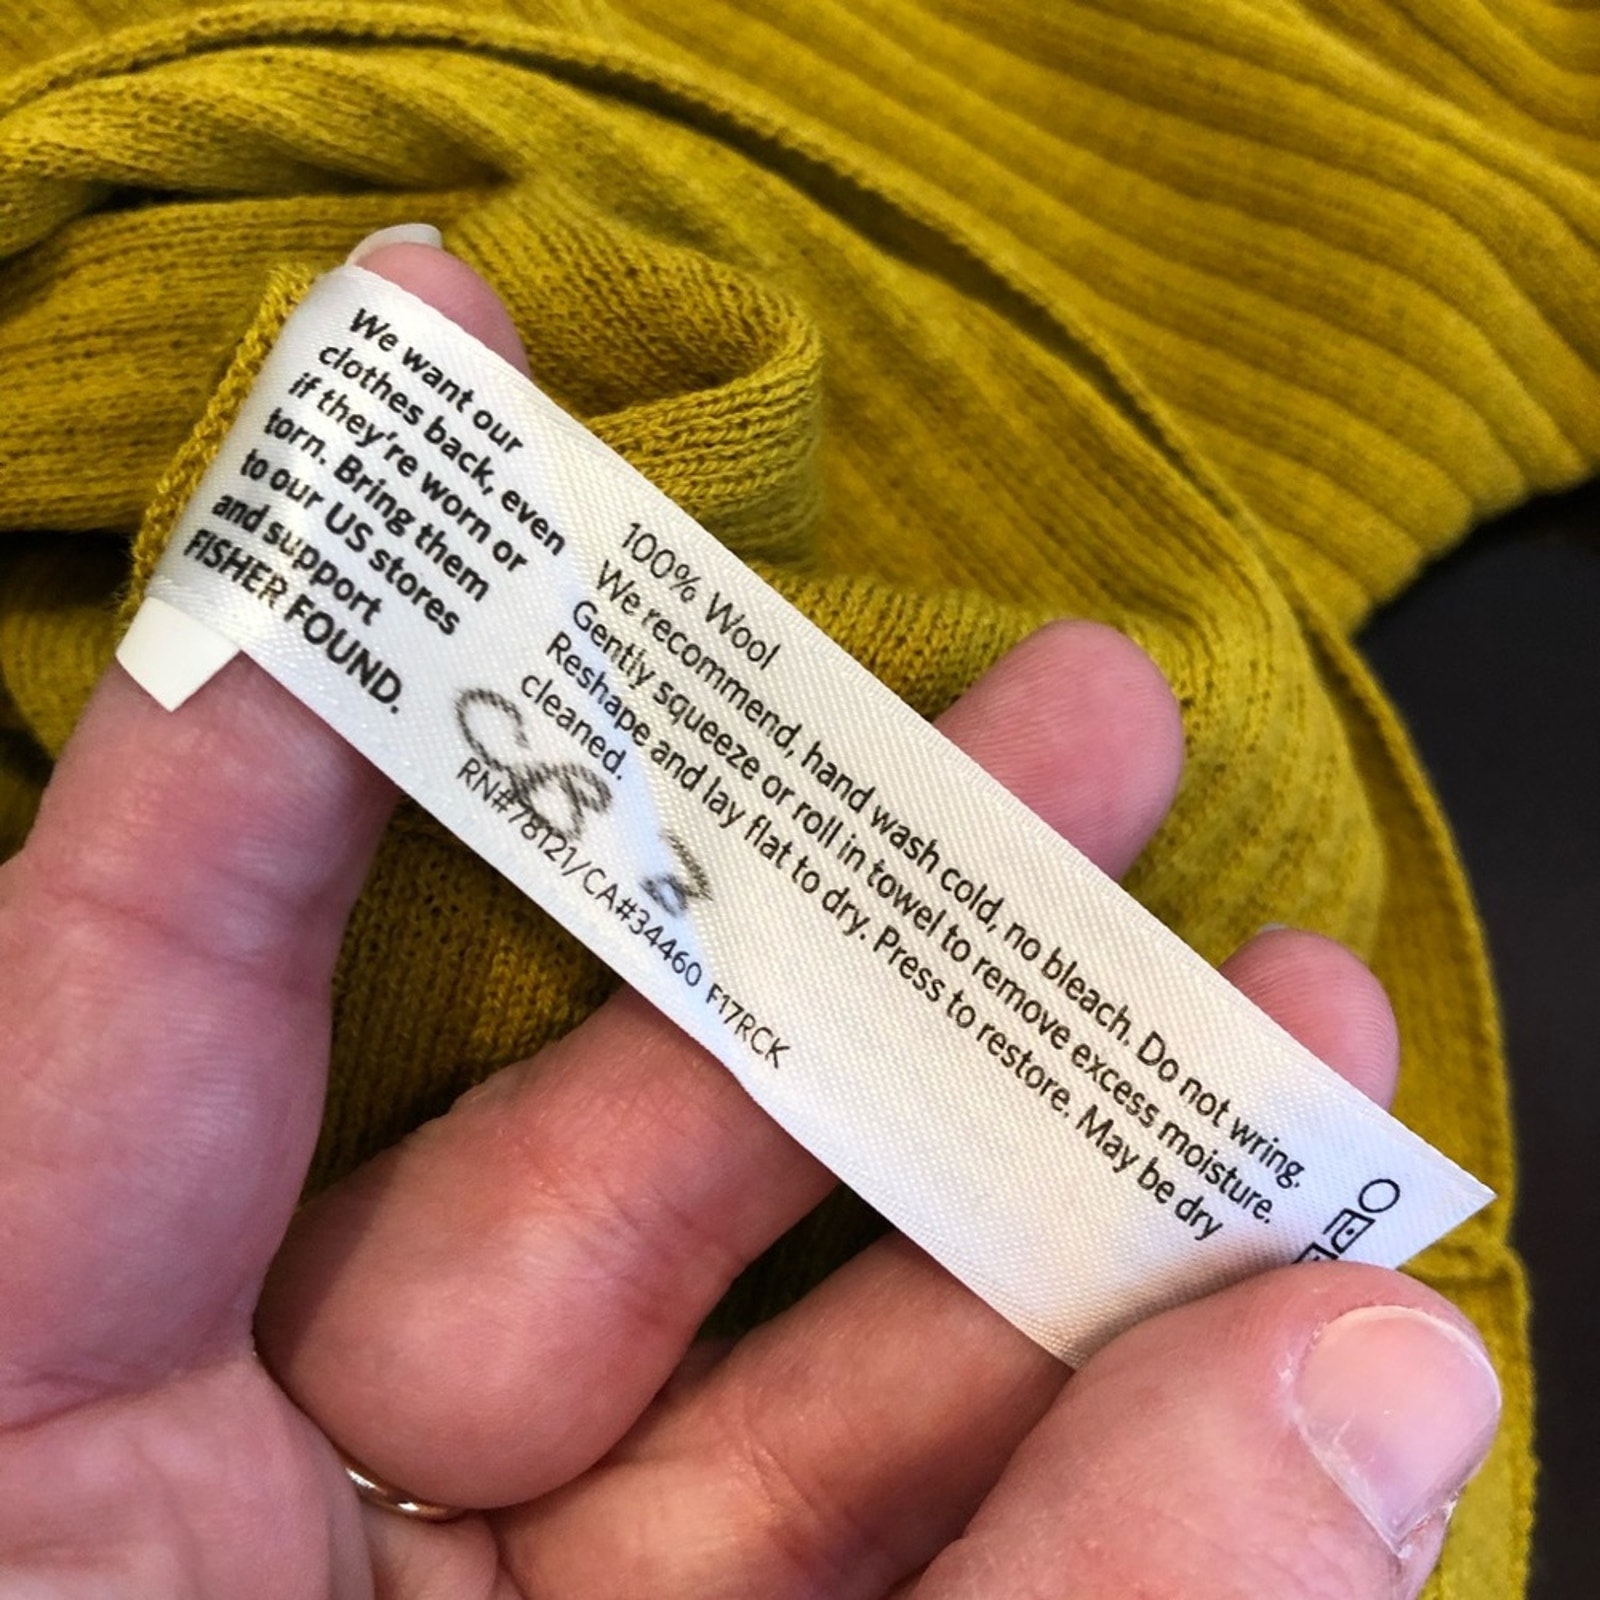 We want our
clothes back, even
if they're worn or
torn. Bring them
to our US stores
and support
FISHER FOUND.
100% Wool
We recommend, hand wash cold, no bleach. Do not wring.
Gently squeeze or roll in towel to remove excess moisture.
Reshape and lay flat to dry. Press to restore. May be dry
cleaned.
RN#78121/CA#34460 F17RCK